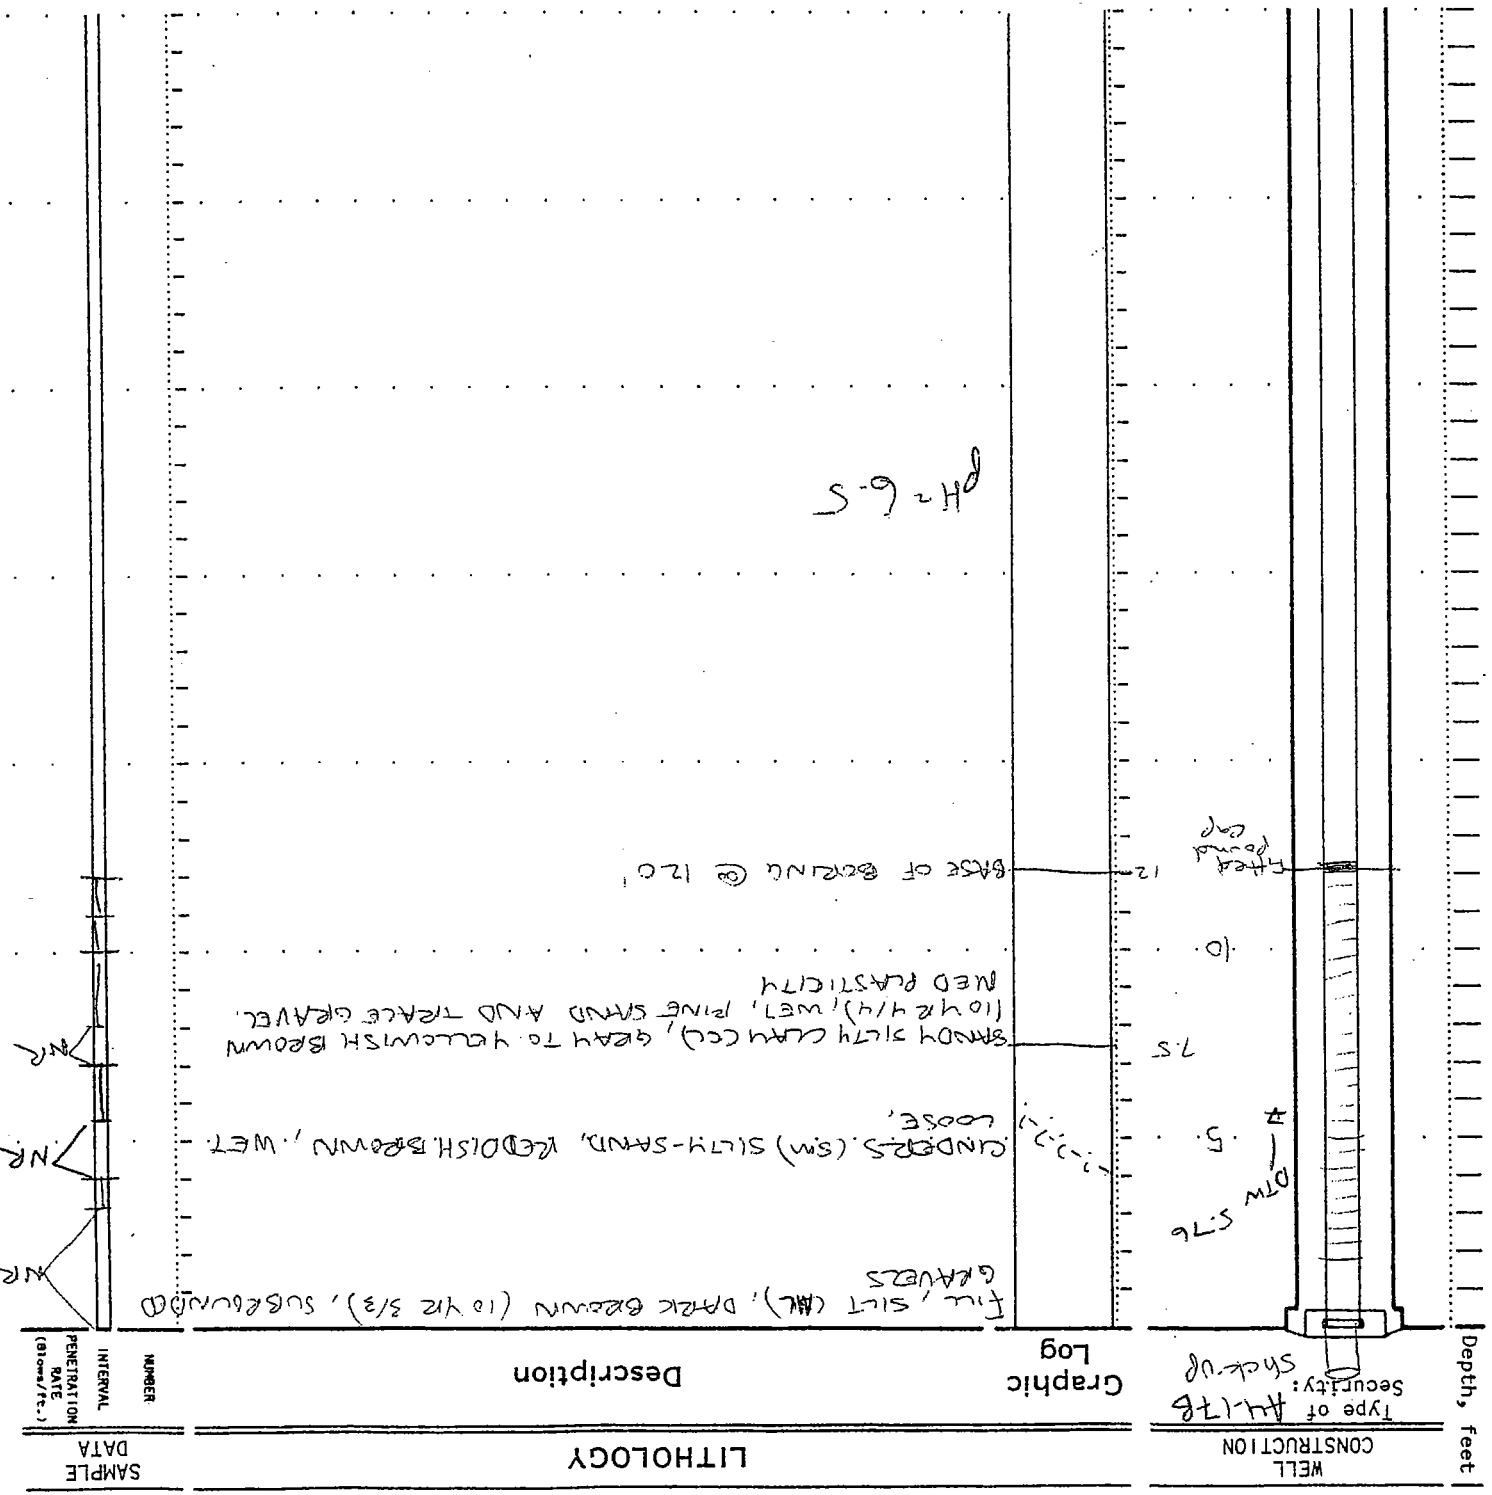 Depth, feet
WELL
CONSTRUCTION
Type of
Security:
A4-17B
Stick-up
LITHOLOGY
Graphic
Log
Description
SAMPLE
DATA
NUMBER
INTERVAL
PENETRATION
RATE
(Blows/ft.)
FILL, SILT (ML), DARK BROWN (10 YR 3/3), SUBROUNDED
GRAVELS
NR
5.76
DTW
5
CINDERS (SM) SILTY-SAND, REDDISH BROWN, WET
LOOSE,
NR
7.5
SANDY SILTY CLAY (CL), GRAY TO YELLOWISH BROWN
(10 YR 4/4), WET, FINE SAND AND TRACE GRAVEL.
MED PLASTICITY
NR
10
12
BASE OF BORING @ 12.0'
Fitted
Cap
pH = 6.5